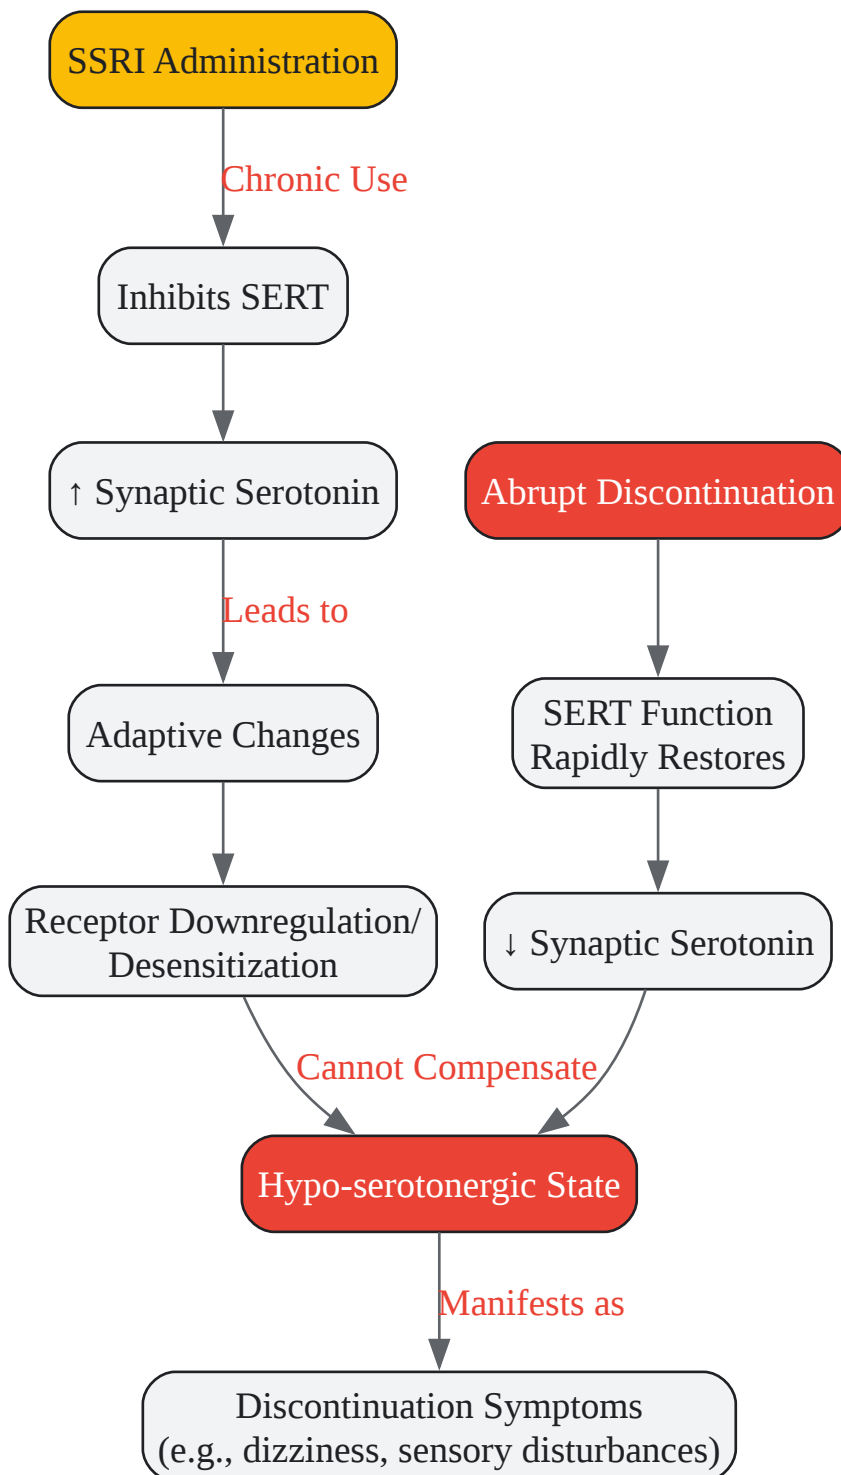 SSRI Administration
Chronic Use
Inhibits SERT
↑ Synaptic Serotonin
Abrupt Discontinuation
Leads to
Adaptive Changes
SERT Function
Rapidly Restores
Receptor Downregulation/
Desensitization
↓ Synaptic Serotonin
Cannot Compensate
Hypo-serotonergic State
Manifests as
Discontinuation Symptoms
(e.g., dizziness, sensory disturbances)